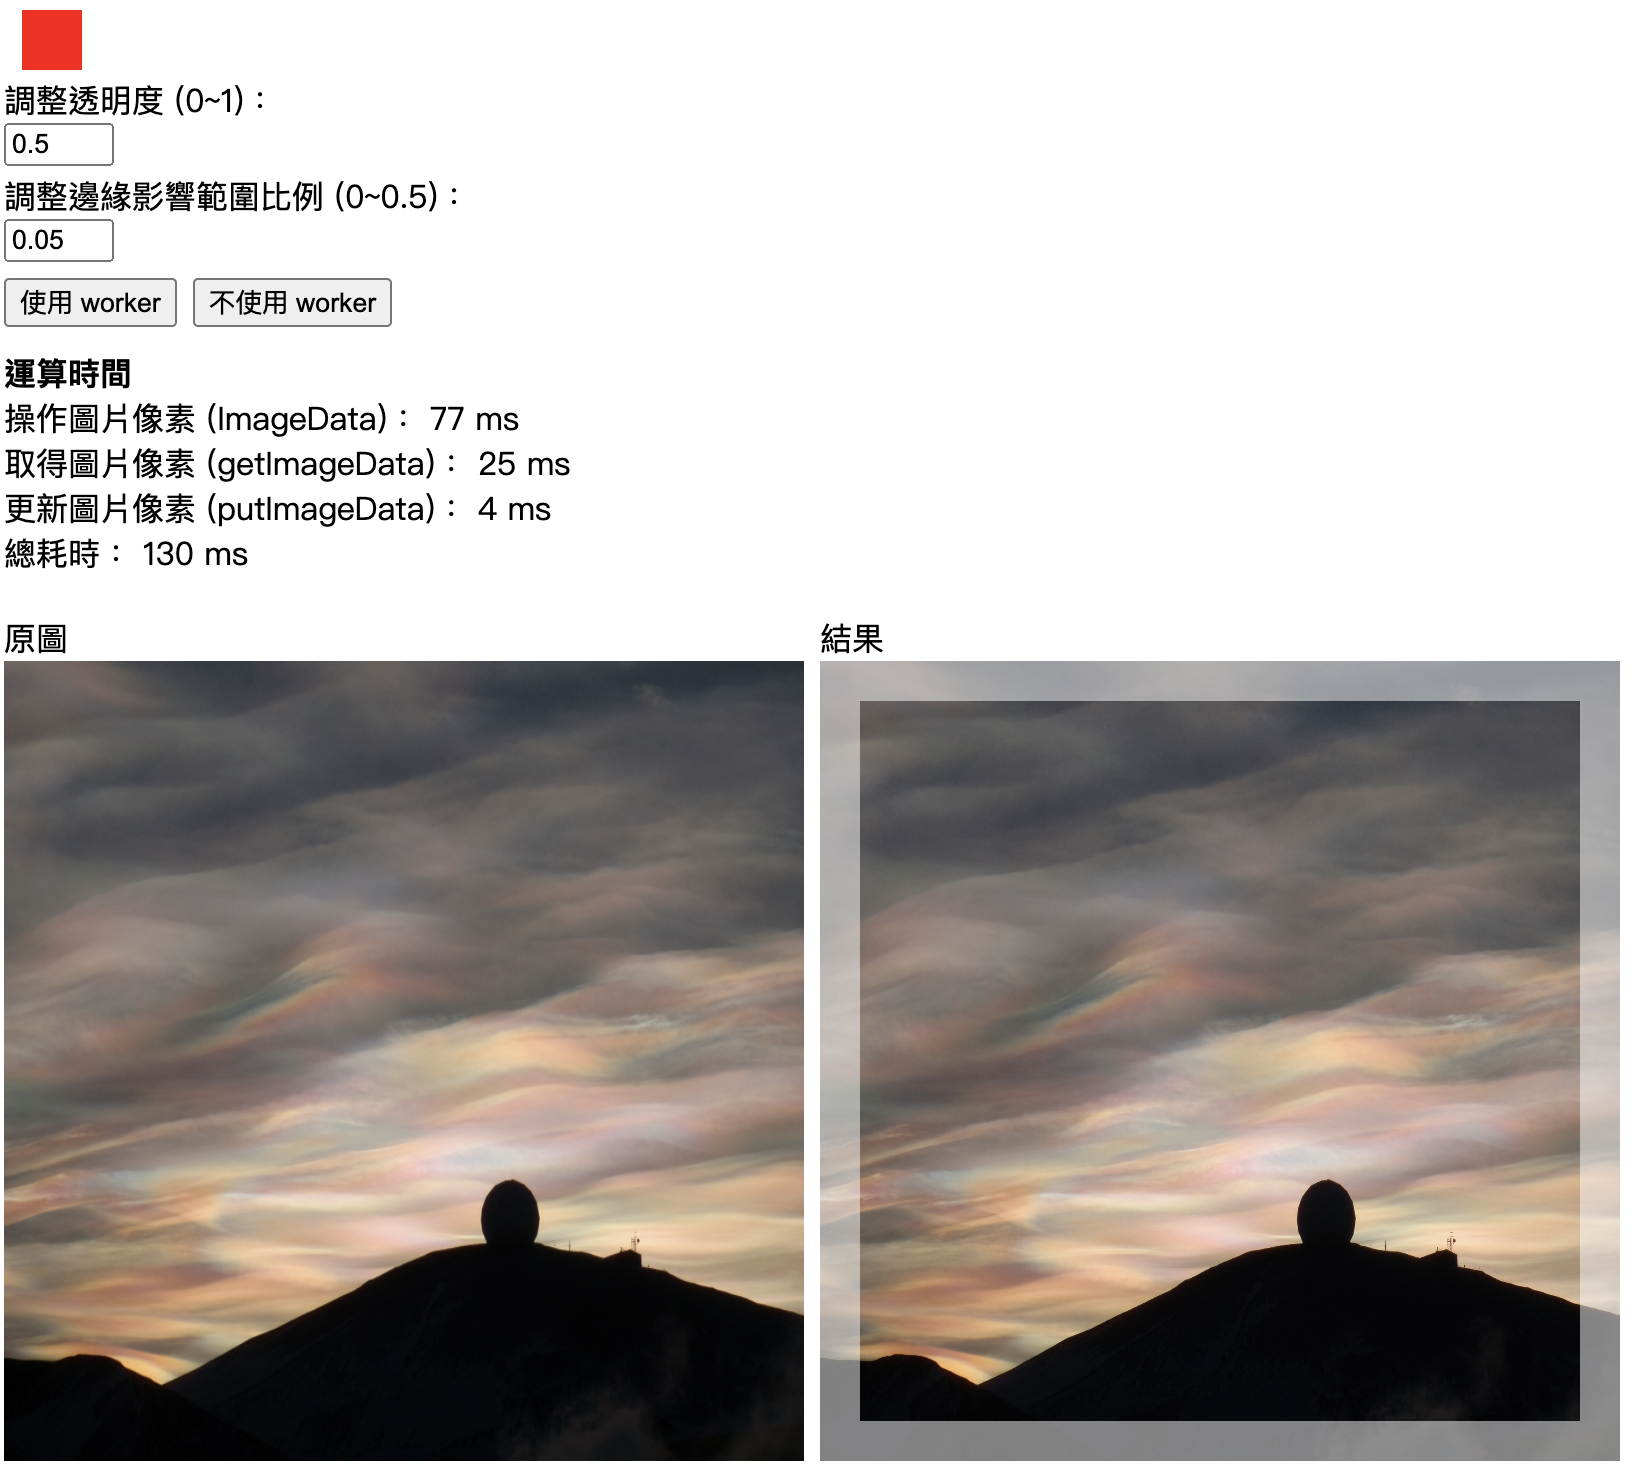 調整透明度 (0~1)：
0.5
調整邊緣影響範圍比例 (0~0.5)：
0.05
使用 worker 不使用 worker
運算時間
操作圖片像素 (ImageData)： 77 ms
取得圖片像素 (getImageData)： 25 ms
更新圖片像素 (putImageData)： 4 ms
總耗時： 130 ms
原圖 結果